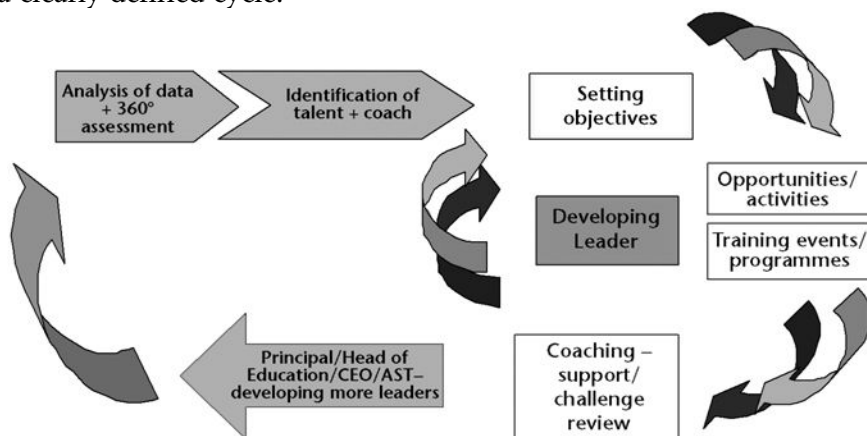 a clearly defined cycle.
Analysis of data
+ 360°
assessment
Identification of
talent + coach
Setting
objectives
Opportunities/
activities
Developing
Leader
Training events/
programmes
Principal/Head of
Education/CEO/AST–
developing more leaders
Coaching –
support/
challenge
review